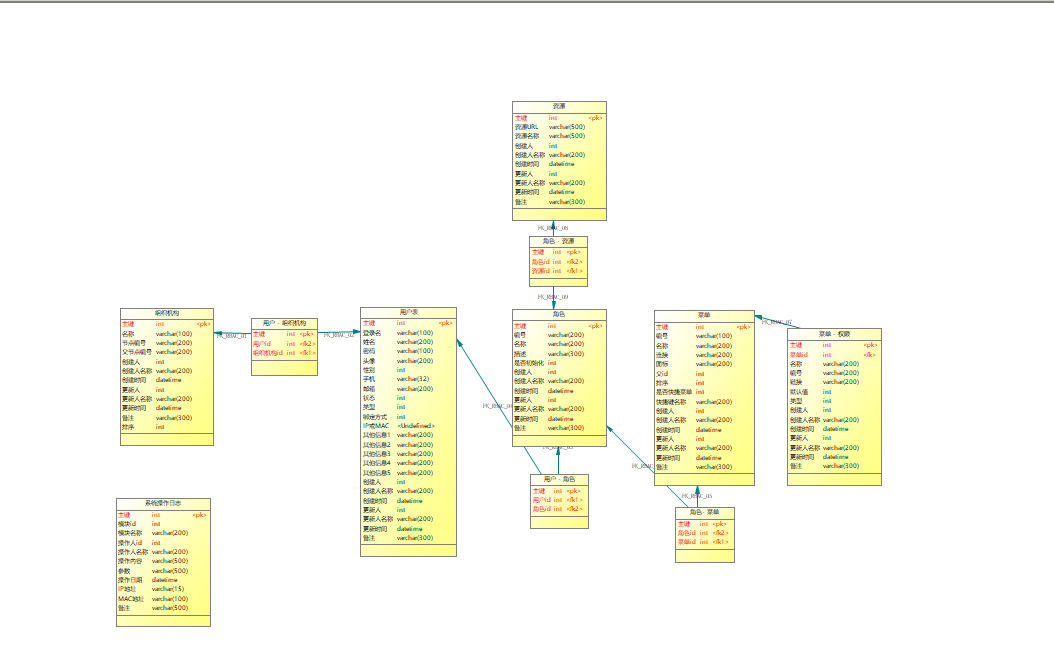 资源
主键 int <pk>
资源URL varchar(500)
资源名称 varchar(500)
创建人 int
创建人名称 varchar(200)
创建时间 datetime
更新人 int
更新人名称 varchar(200)
更新时间 datetime
备注 varchar(300)
FK_RBAC_08
角色 - 资源
主键 int <pk>
角色id int <fk2>
资源id int <fk1>
FK_RBAC_09
组织机构
主键 int <pk>
名称 varchar(100)
节点编号 varchar(200)
父节点编号 varchar(200)
创建人 int
创建人名称 varchar(200)
创建时间 datetime
更新人 int
更新人名称 varchar(200)
更新时间 datetime
备注 varchar(300)
排序 int
FK_RBAC_01
用户 - 组织机构
主键 int <pk>
用户id int <fk2>
组织机构id int <fk1>
FK_RBAC_02
用户表
主键 int <pk>
登录名 varchar(100)
姓名 varchar(200)
密码 varchar(100)
头像 varchar(200)
性别 int
手机 varchar(32)
邮箱 varchar(200)
状态 int
类型 int
绑定方式 int
IP或MAC <Undefined>
其他信息1 varchar(200)
其他信息2 varchar(200)
其他信息3 varchar(200)
其他信息4 varchar(200)
其他信息5 varchar(200)
创建人 int
创建人名称 varchar(200)
创建时间 datetime
更新人 int
更新人名称 varchar(200)
更新时间 datetime
备注 varchar(300)
角色
主键 int <pk>
编号 varchar(200)
名称 varchar(200)
描述 varchar(300)
是否初始化 int
创建人 int
创建人名称 varchar(200)
创建时间 datetime
更新人 int
更新人名称 varchar(200)
更新时间 datetime
备注 varchar(300)
用户 - 角色
主键 int <pk>
用户id int <fk1>
角色id int <fk2>
菜单
主键 int <pk>
编号 varchar(100)
名称 varchar(200)
连接 varchar(200)
图标 varchar(200)
父id int
排序 int
是否快捷菜单 int
快捷键名称 varchar(200)
创建人 int
创建人名称 varchar(200)
创建时间 datetime
更新人 int
更新人名称 varchar(200)
更新时间 datetime
备注 varchar(300)
FK_RBAC_07
菜单 - 权限
主键 int <pk>
菜单id int <fk>
名称 varchar(200)
编号 varchar(200)
链接 varchar(200)
默认值 int
类型 int
创建人 int
创建人名称 varchar(200)
创建时间 datetime
更新人 int
更新人名称 varchar(200)
更新时间 datetime
备注 varchar(300)
FK_RBAC_05
角色- 菜单
主键 int <pk>
角色id int <fk2>
菜单id int <fk1>
系统操作日志
主键 int <pk>
模块id int
模块名称 varchar(200)
操作人id int
操作人名称 varchar(200)
操作内容 varchar(500)
参数 varchar(500)
操作日期 datetime
IP地址 varchar(15)
MAC地址 varchar(100)
备注 varchar(500)